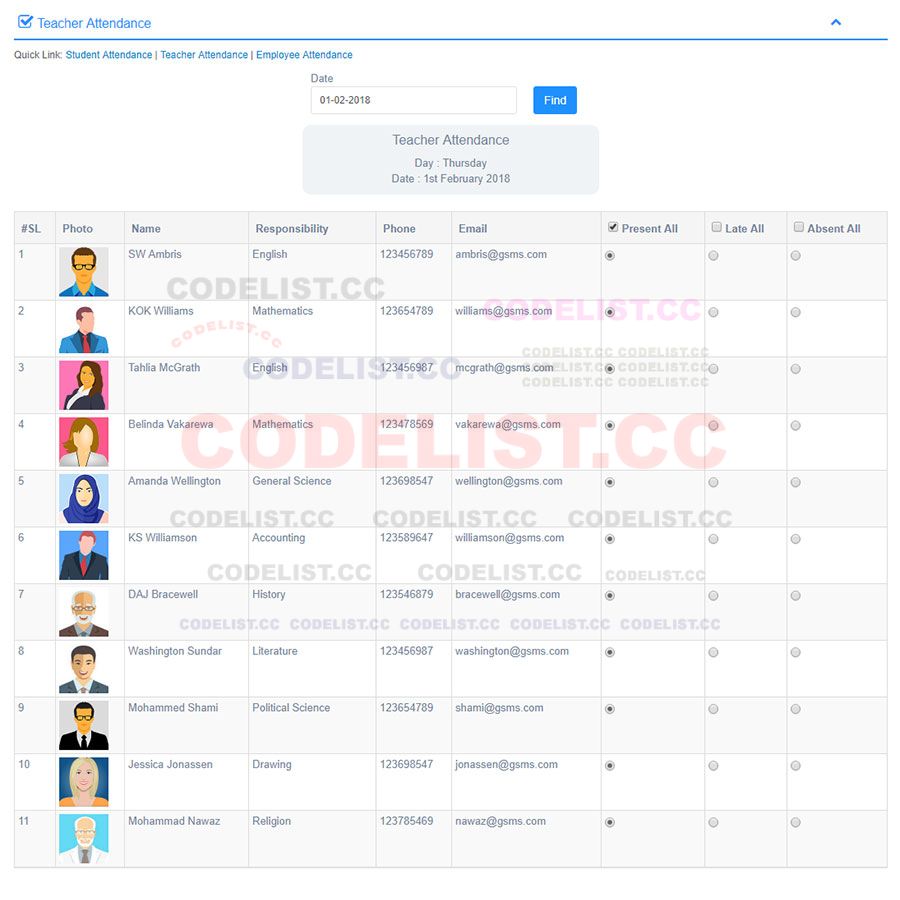 Teacher Attendance
Quick Link: Student Attendance | Teacher Attendance | Employee Attendance
Date
01-02-2018 Find
Teacher Attendance
Day : Thursday
Date : 1st February 2018
#SL Photo Name Responsibility Phone Email Present All Late All Absent All
1 SW Ambris English 123456789 ambris@gsms.com
CODELIST.CC
2 KOK Williams Mathematics 123654789 williams@gsms.com
CODELIST.CC
CODELIST.CC
CODELIST.CC CODELIST.CC
3 Tahlia McGrath English 123456987 mcgrath@gsms.com
CODELIST.CC
CODELIST.CC CODELIST.CC
CODELIST.CC CODELIST.CC
4 Belinda Vakarewa Mathematics 123478569 vakarewa@gsms.com
CODELIST.CC
5 Amanda Wellington General Science 123698547 wellington@gsms.com
CODELIST.CC CODELIST.CC CODELIST.CC
6 KS Williamson Accounting 123589647 williamson@gsms.com
CODELIST.CC CODELIST.CC CODELIST.CC
7 DAJ Bracewell History 123546879 bracewell@gsms.com
CODELIST.CC CODELIST.CC CODELIST.CC CODELIST.CC CODELIST.CC
8 Washington Sundar Literature 123456987 washington@gsms.com
9 Mohammed Shami Political Science 123654789 shami@gsms.com
10 Jessica Jonassen Drawing 123698547 jonassen@gsms.com
11 Mohammad Nawaz Religion 123785469 nawaz@gsms.com